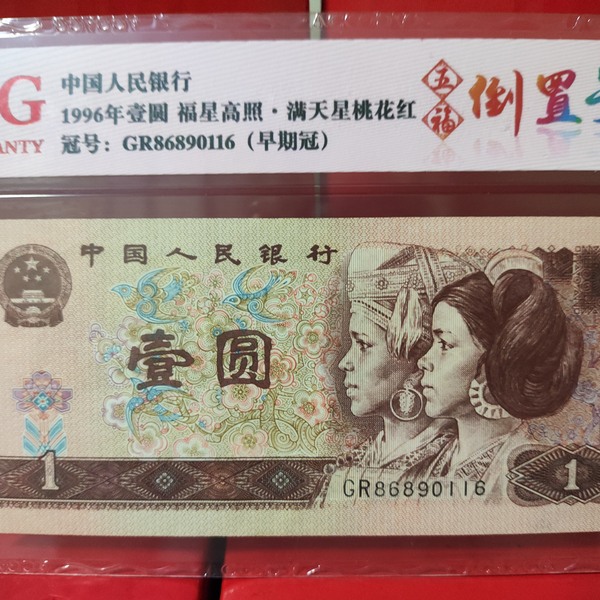 G
ANTY
中国人民银行
1996年壹圆 福星高照·满天星桃花红
冠号：GR86890116（早期冠）
五福
倒置号
中国人民银行
壹圆
1
GR86890116
1